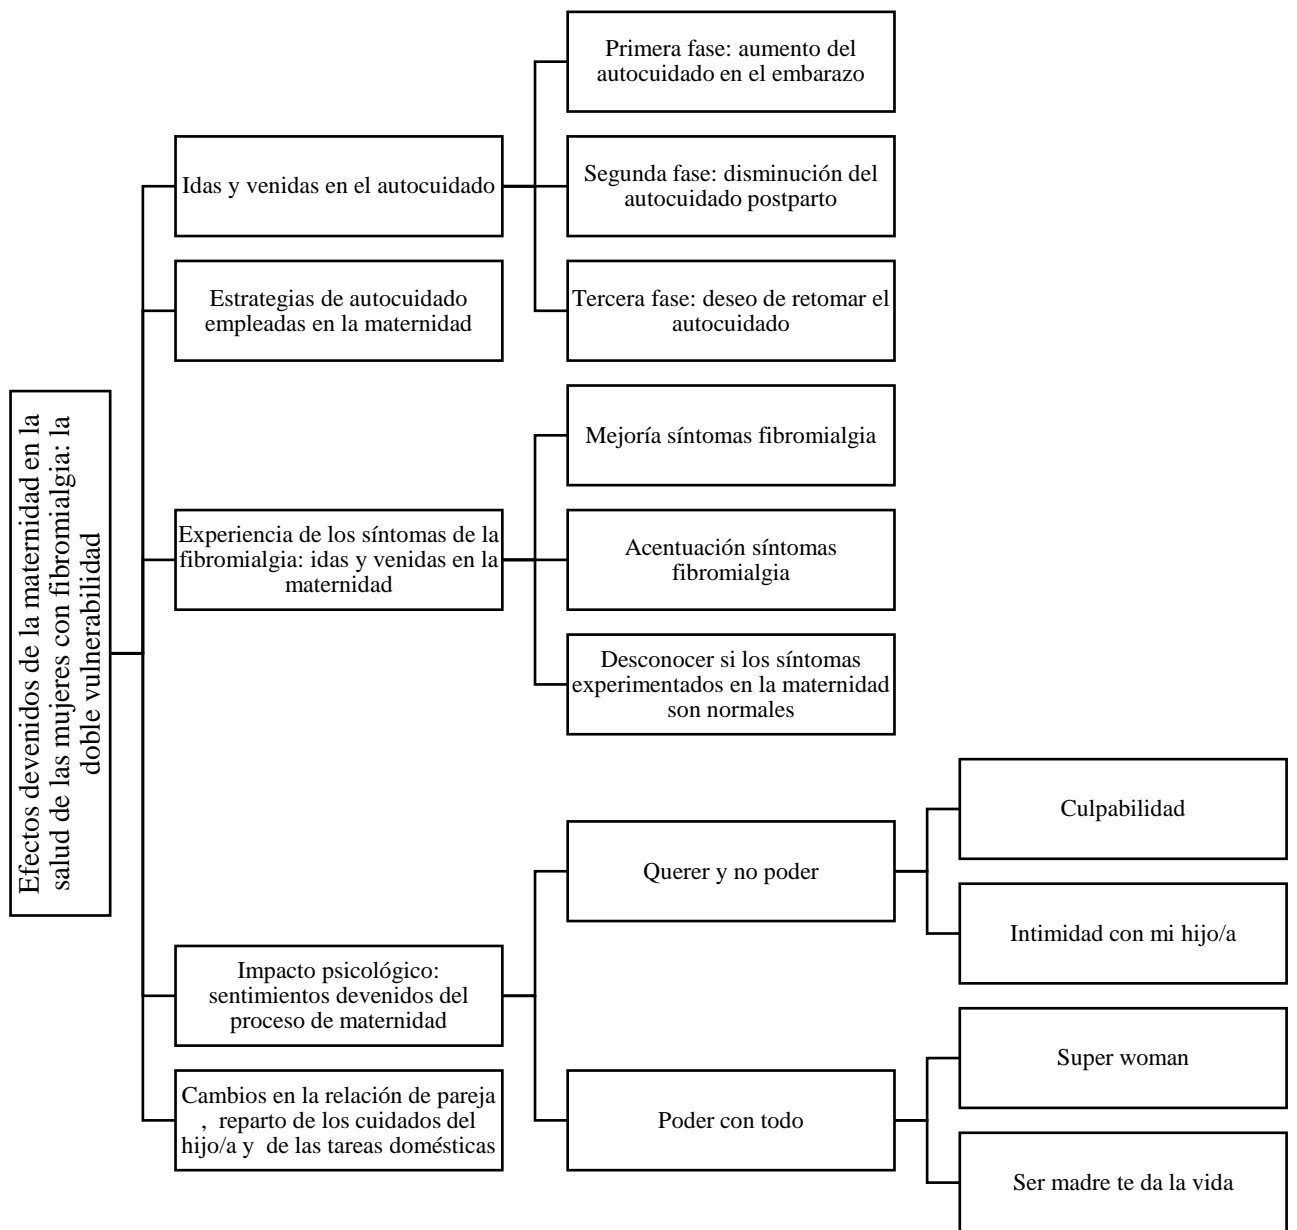 Efectos devenidos de la maternidad en la
salud de las mujeres con fibromialgia: la
doble vulnerabilidad
Idas y venidas en el autocuidado
Primera fase: aumento del
autocuidado en el embarazo
Segunda fase: disminución del
autocuidado postparto
Tercera fase: deseo de retomar el
autocuidado
Estrategias de autocuidado
empleadas en la maternidad
Experiencia de los síntomas de la
fibromialgia: idas y venidas en la
maternidad
Mejoría síntomas fibromialgia
Acentuación síntomas
fibromialgia
Desconocer si los síntomas
experimentados en la maternidad
son normales
Impacto psicológico:
sentimientos devenidos del
proceso de maternidad
Querer y no poder
Culpabilidad
Intimidad con mi hijo/a
Poder con todo
Super woman
Ser madre te da la vida
Cambios en la relación de pareja
, reparto de los cuidados del
hijo/a y de las tareas domésticas